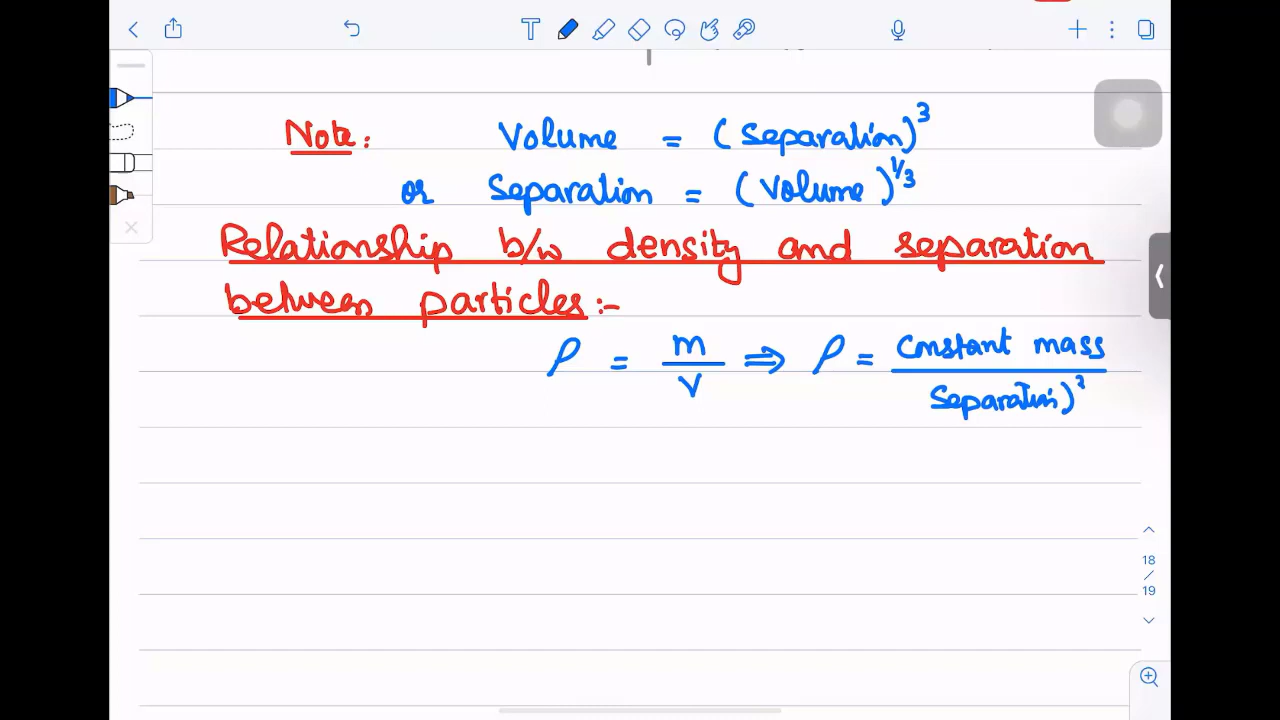 Note: Volume = (Separation)³
or Separation = (Volume)^1/3
Relationship b/w density and separation
between particles:-
ρ = m/V ⇒ ρ = Constant mass / Separation)³
18
/
19